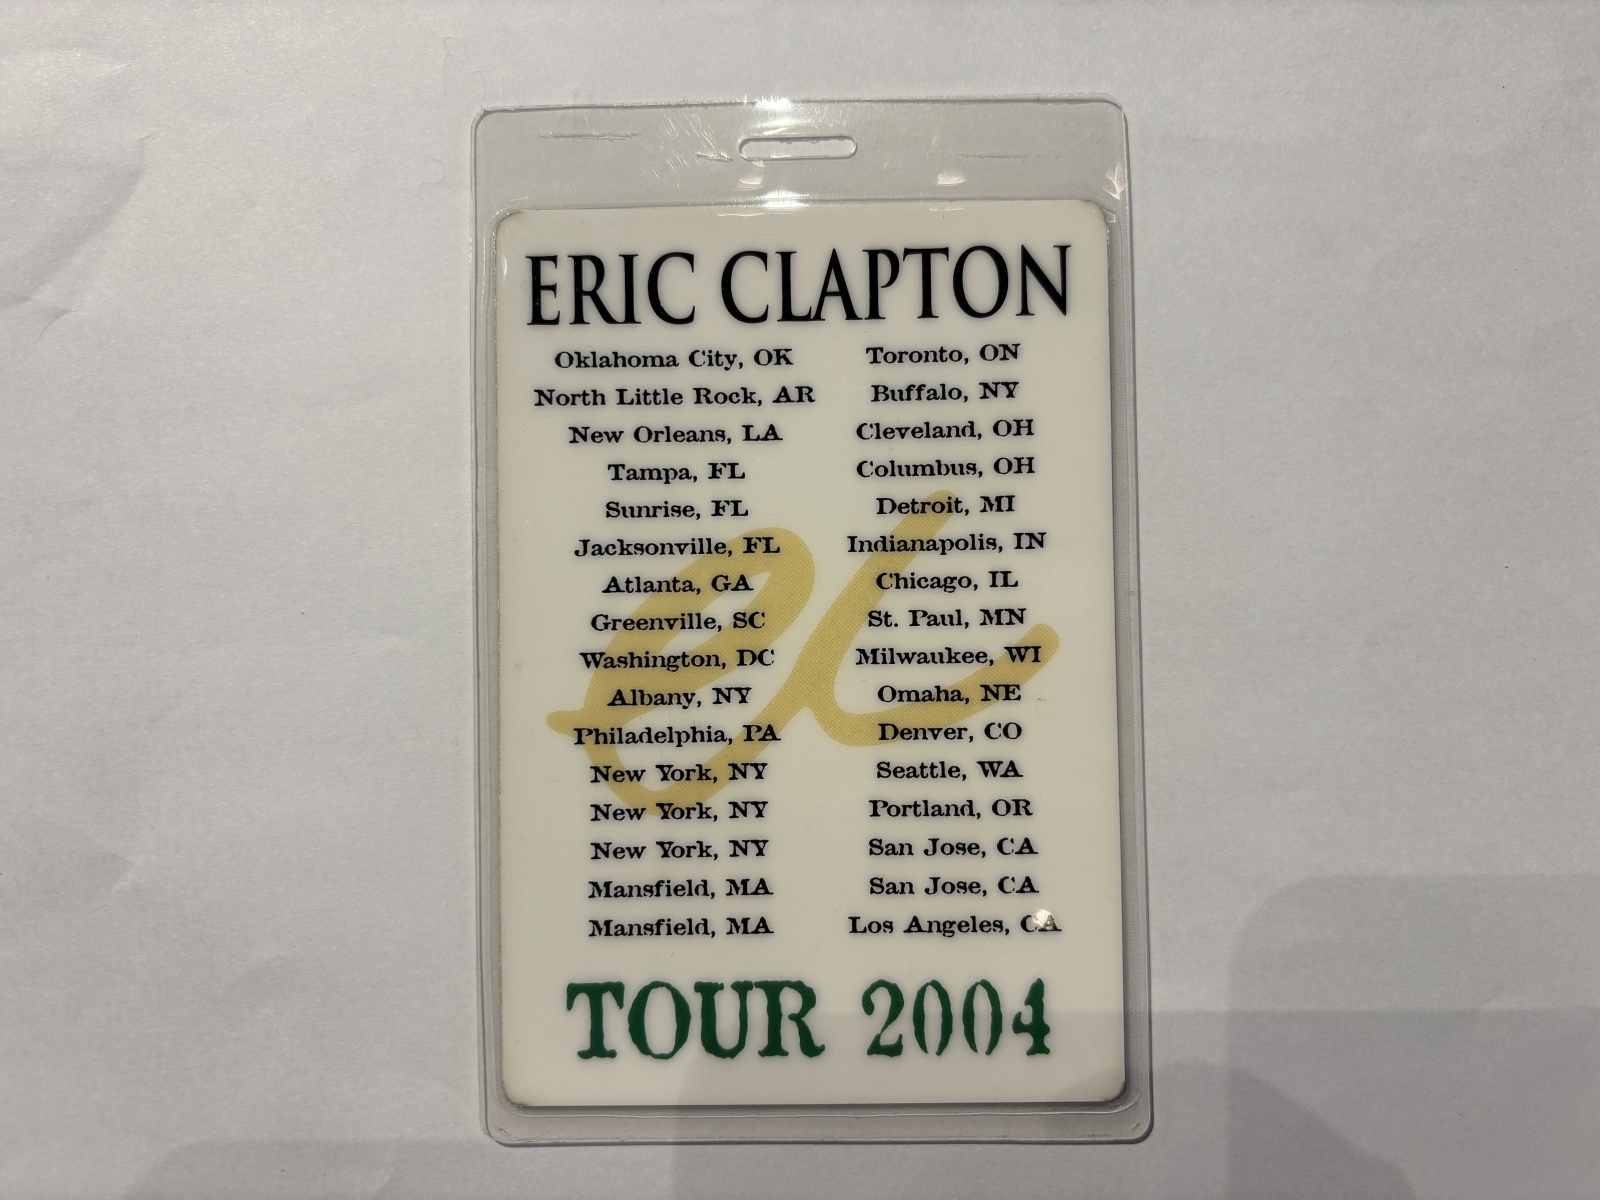 ERIC CLAPTON
Oklahoma City, OK
North Little Rock, AR
New Orleans, LA
Tampa, FL
Sunrise, FL
Jacksonville, FL
Atlanta, GA
Greenville, SC
Washington, DC
Albany, NY
Philadelphia, PA
New York, NY
New York, NY
New York, NY
Mansfield, MA
Mansfield, MA
Toronto, ON
Buffalo, NY
Cleveland, OH
Columbus, OH
Detroit, MI
Indianapolis, IN
Chicago, IL
St. Paul, MN
Milwaukee, WI
Omaha, NE
Denver, CO
Seattle, WA
Portland, OR
San Jose, CA
San Jose, CA
Los Angeles, CA
ec
TOUR 2004